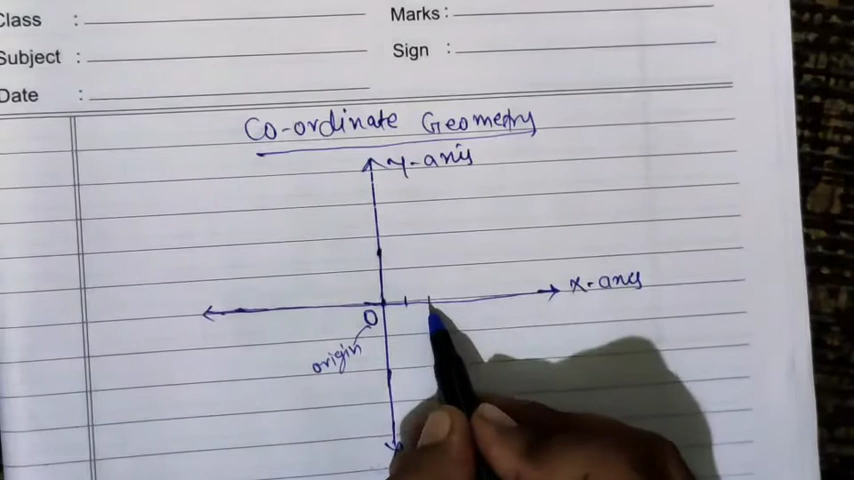 Class :
Marks :
Subject :
Sign :
Date :
Co-ordinate Geometry
Y-axis
X-axis
O
origin